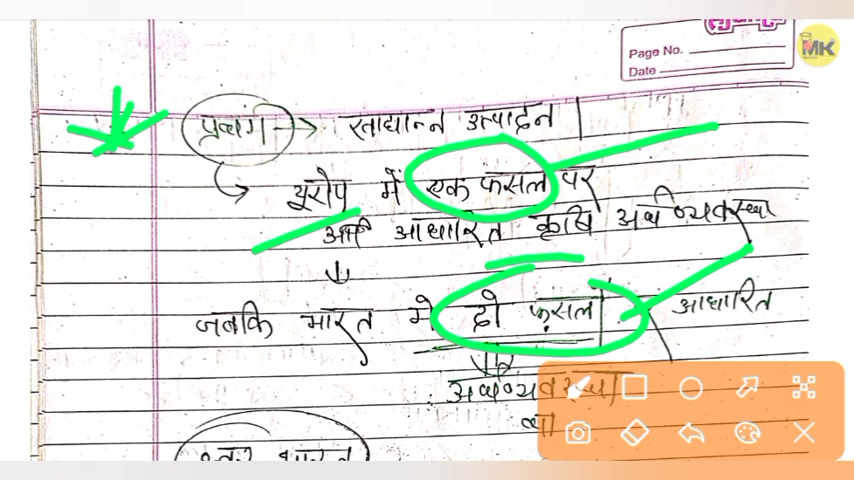 Page No.
Date
MK
प्रसंग → खाद्यान्न उत्पादन |
यूरोप में एक फसल पर
आधारित कृषि अर्थव्यवस्था
जबकि भारत में दो फसल आधारित
अर्थव्यवस्था
था